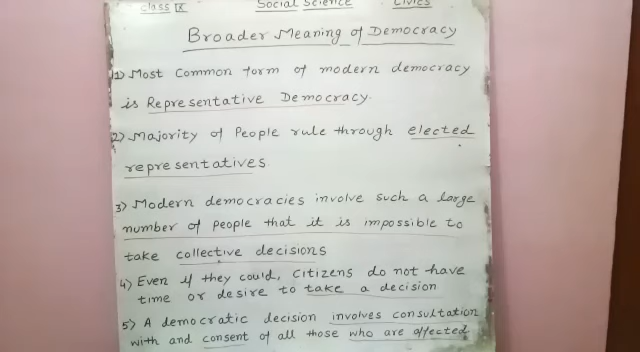 Class IX Social Science Civics
Broader Meaning of Democracy
1) Most Common form of modern democracy
is Representative Democracy.
2) Majority of People rule through elected
representatives
3) Modern democracies involve such a large
number of people that it is impossible to
take collective decisions
4) Even if they could, citizens do not have
time or desire to take a decision
5) A democratic decision involves consultation
with and consent of all those who are affected